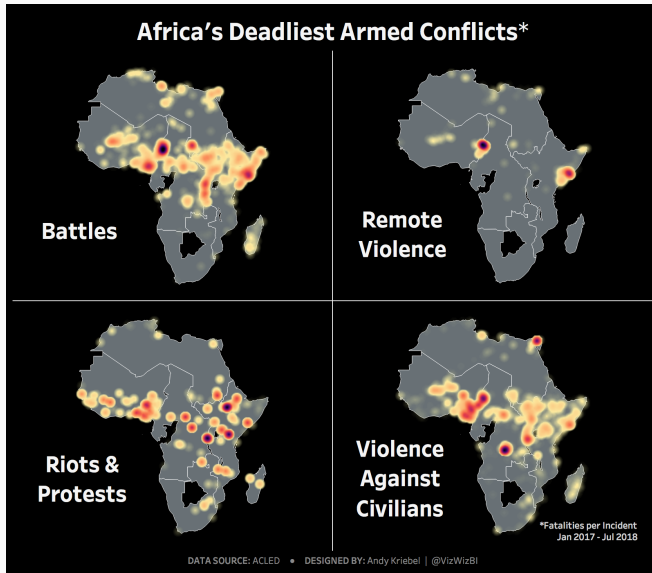 Africa's Deadliest Armed Conflicts*
Battles
Remote
Violence
Riots &
Protests
Violence
Against
Civilians
*Fatalities per Incident
Jan 2017 - Jul 2018
DATA SOURCE: ACLED ● DESIGNED BY: Andy Kriebel | @VizWizBI